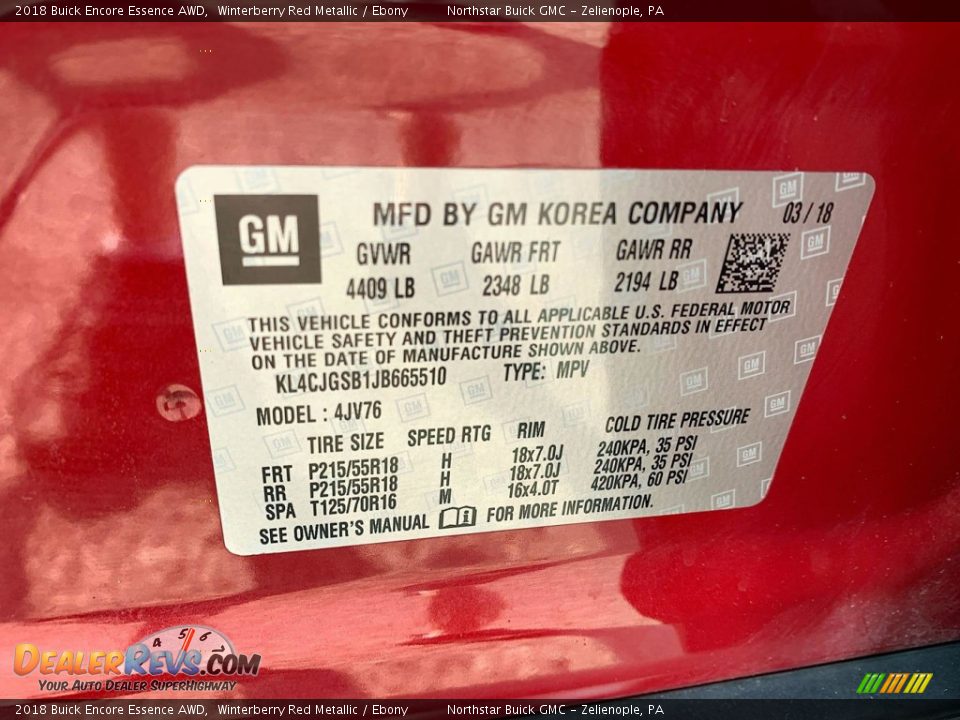 2018 Buick Encore Essence AWD, Winterberry Red Metallic / Ebony Northstar Buick GMC - Zelienople, PA
GM
MFD BY GM KOREA COMPANY 03/18
GVWR GAWR FRT GAWR RR
4409 LB 2348 LB 2194 LB
THIS VEHICLE CONFORMS TO ALL APPLICABLE U.S. FEDERAL MOTOR
VEHICLE SAFETY AND THEFT PREVENTION STANDARDS IN EFFECT
ON THE DATE OF MANUFACTURE SHOWN ABOVE.
KL4CJGSB1JB665510 TYPE: MPV
MODEL : 4JV76
TIRE SIZE SPEED RTG RIM COLD TIRE PRESSURE
FRT P215/55R18 H 18x7.0J 240KPA, 35 PSI
RR P215/55R18 H 18x7.0J 240KPA, 35 PSI
SPA T125/70R16 M 16x4.0T 420KPA, 60 PSI
SEE OWNER'S MANUAL FOR MORE INFORMATION.
4 5 6
DEALERREVS.COM
YOUR AUTO DEALER SUPERHIGHWAY
2018 Buick Encore Essence AWD, Winterberry Red Metallic / Ebony Northstar Buick GMC - Zelienople, PA